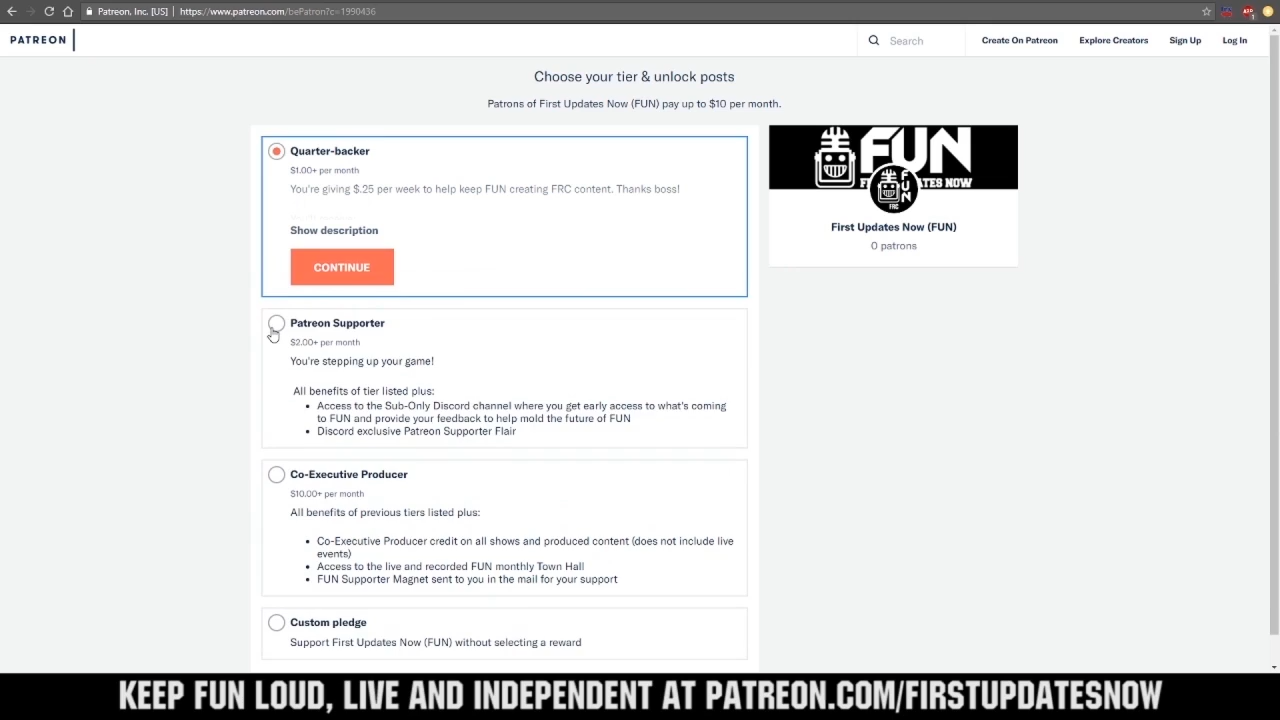 Patreon, Inc. [US] | https://www.patreon.com/bePatron?c=1990436
PATREON
Search
Create On Patreon
Explore Creators
Sign Up
Log In
Choose your tier & unlock posts
Patrons of First Updates Now (FUN) pay up to $10 per month.
Quarter-backer
$1.00+ per month
You're giving $.25 per week to help keep FUN creating FRC content. Thanks boss!
Show description
CONTINUE
Patreon Supporter
$2.00+ per month
You're stepping up your game!
All benefits of tier listed plus:
• Access to the Sub-Only Discord channel where you get early access to what's coming
to FUN and provide your feedback to help mold the future of FUN
• Discord exclusive Patreon Supporter Flair
Co-Executive Producer
$10.00+ per month
All benefits of previous tiers listed plus:
• Co-Executive Producer credit on all shows and produced content (does not include live
events)
• Access to the live and recorded FUN monthly Town Hall
• FUN Supporter Magnet sent to you in the mail for your support
Custom pledge
Support First Updates Now (FUN) without selecting a reward
FUN
FUN
FRC
First Updates Now (FUN)
0 patrons
KEEP FUN LOUD, LIVE AND INDEPENDENT AT PATREON.COM/FIRSTUPDATESNOW